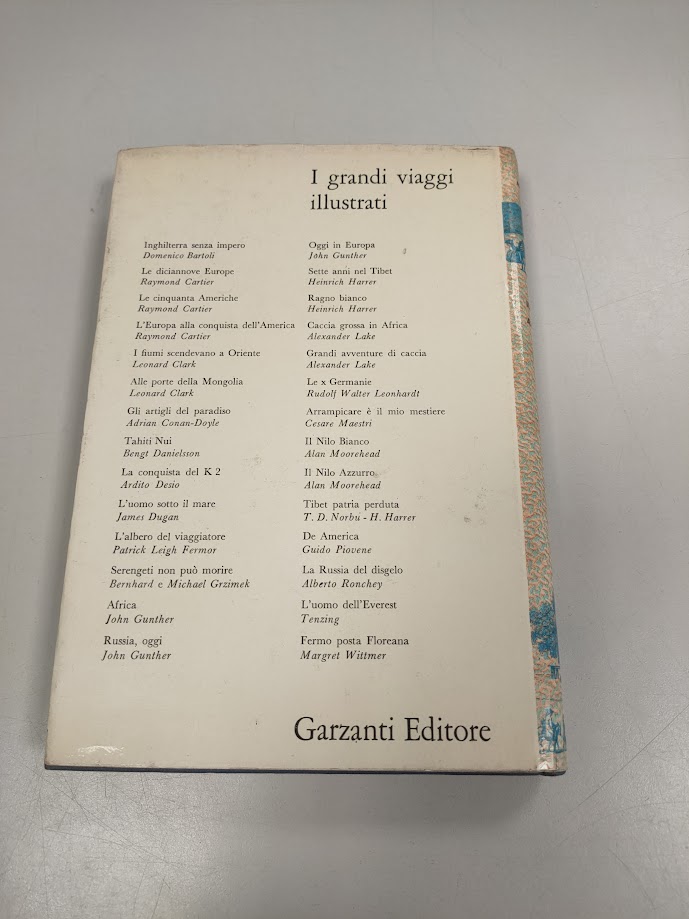 I grandi viaggi
illustrati
Inghilterra senza impero
Domenico Bartoli
Le diciannove Europe
Raymond Cartier
Le cinquanta Americhe
Raymond Cartier
L'Europa alla conquista dell'America
Raymond Cartier
I fiumi scendevano a Oriente
Leonard Clark
Alle porte della Mongolia
Leonard Clark
Gli artigli del paradiso
Adrian Conan-Doyle
Tahiti Nui
Bengt Danielsson
La conquista del K 2
Ardito Desio
L'uomo sotto il mare
James Dugan
L'albero del viaggiatore
Patrick Leigh Fermor
Serengeti non può morire
Bernhard e Michael Grzimek
Africa
John Gunther
Russia, oggi
John Gunther
Oggi in Europa
John Gunther
Sette anni nel Tibet
Heinrich Harrer
Ragno bianco
Heinrich Harrer
Caccia grossa in Africa
Alexander Lake
Grandi avventure di caccia
Alexander Lake
Le x Germanie
Rudolf Walter Leonhardt
Arrampicare è il mio mestiere
Cesare Maestri
Il Nilo Bianco
Alan Moorehead
Il Nilo Azzurro
Alan Moorehead
Tibet patria perduta
T. D. Norbu - H. Harrer
De America
Guido Piovene
La Russia del disgelo
Alberto Ronchey
L'uomo dell'Everest
Tenzing
Fermo posta Floreana
Margret Wittmer
Garzanti Editore